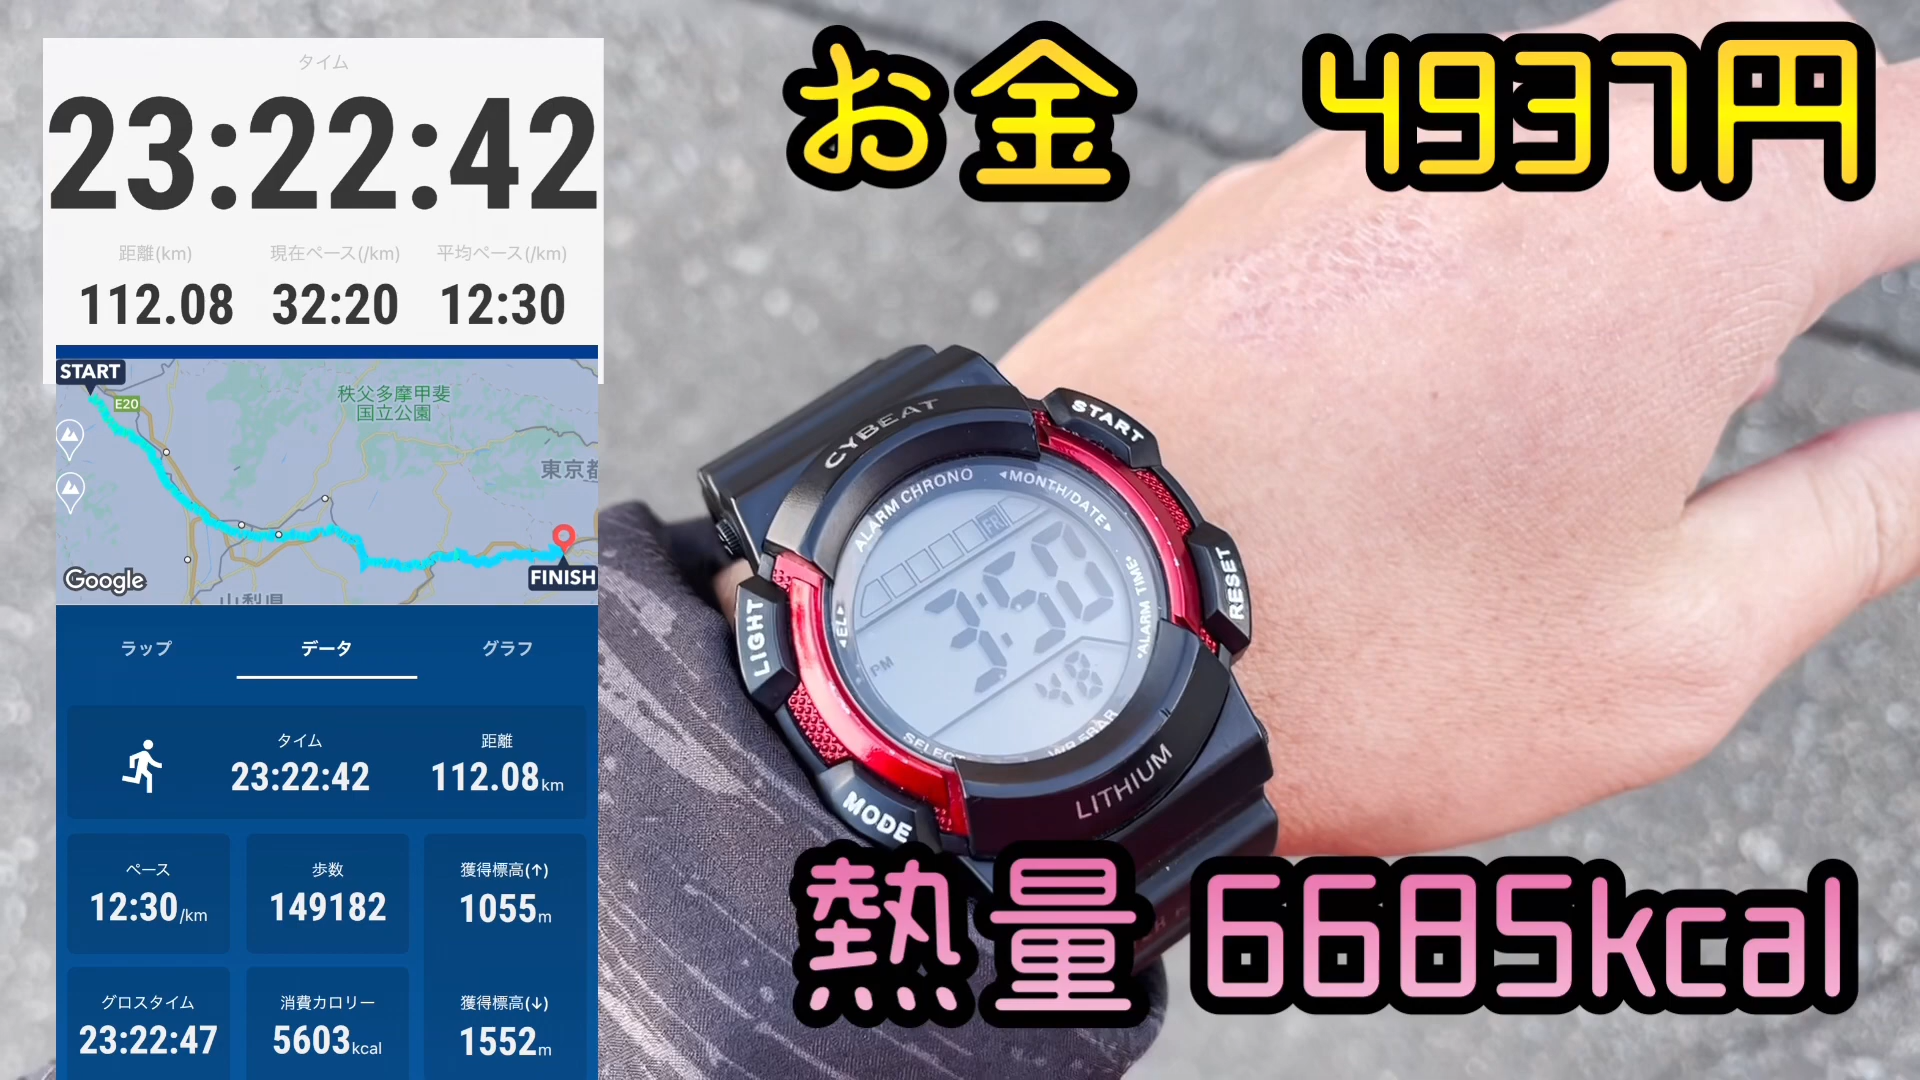 タイム
23:22:42
距離(km) 現在ペース(/km) 平均ペース(/km)
112.08 32:20 12:30
START
E20
秩父多摩甲斐
国立公園
東京都
Google
山梨県
FINISH
ラップ データ グラフ
タイム 距離
23:22:42 112.08km
ペース 歩数 獲得標高(↑)
12:30/km 149182 1055m
グロスタイム 消費カロリー 獲得標高(↓)
23:22:47 5603kcal 1552m
お金 4937円
CYBEAT
START
ALARM CHRONO
◂MONTH/DATE▸
FR
3:50
PM
48
LIGHT
◂EL▸
•ALARM TIME•
RESET
SELECT
WR 5BAR
MODE
LITHIUM
熱量 6685kcal